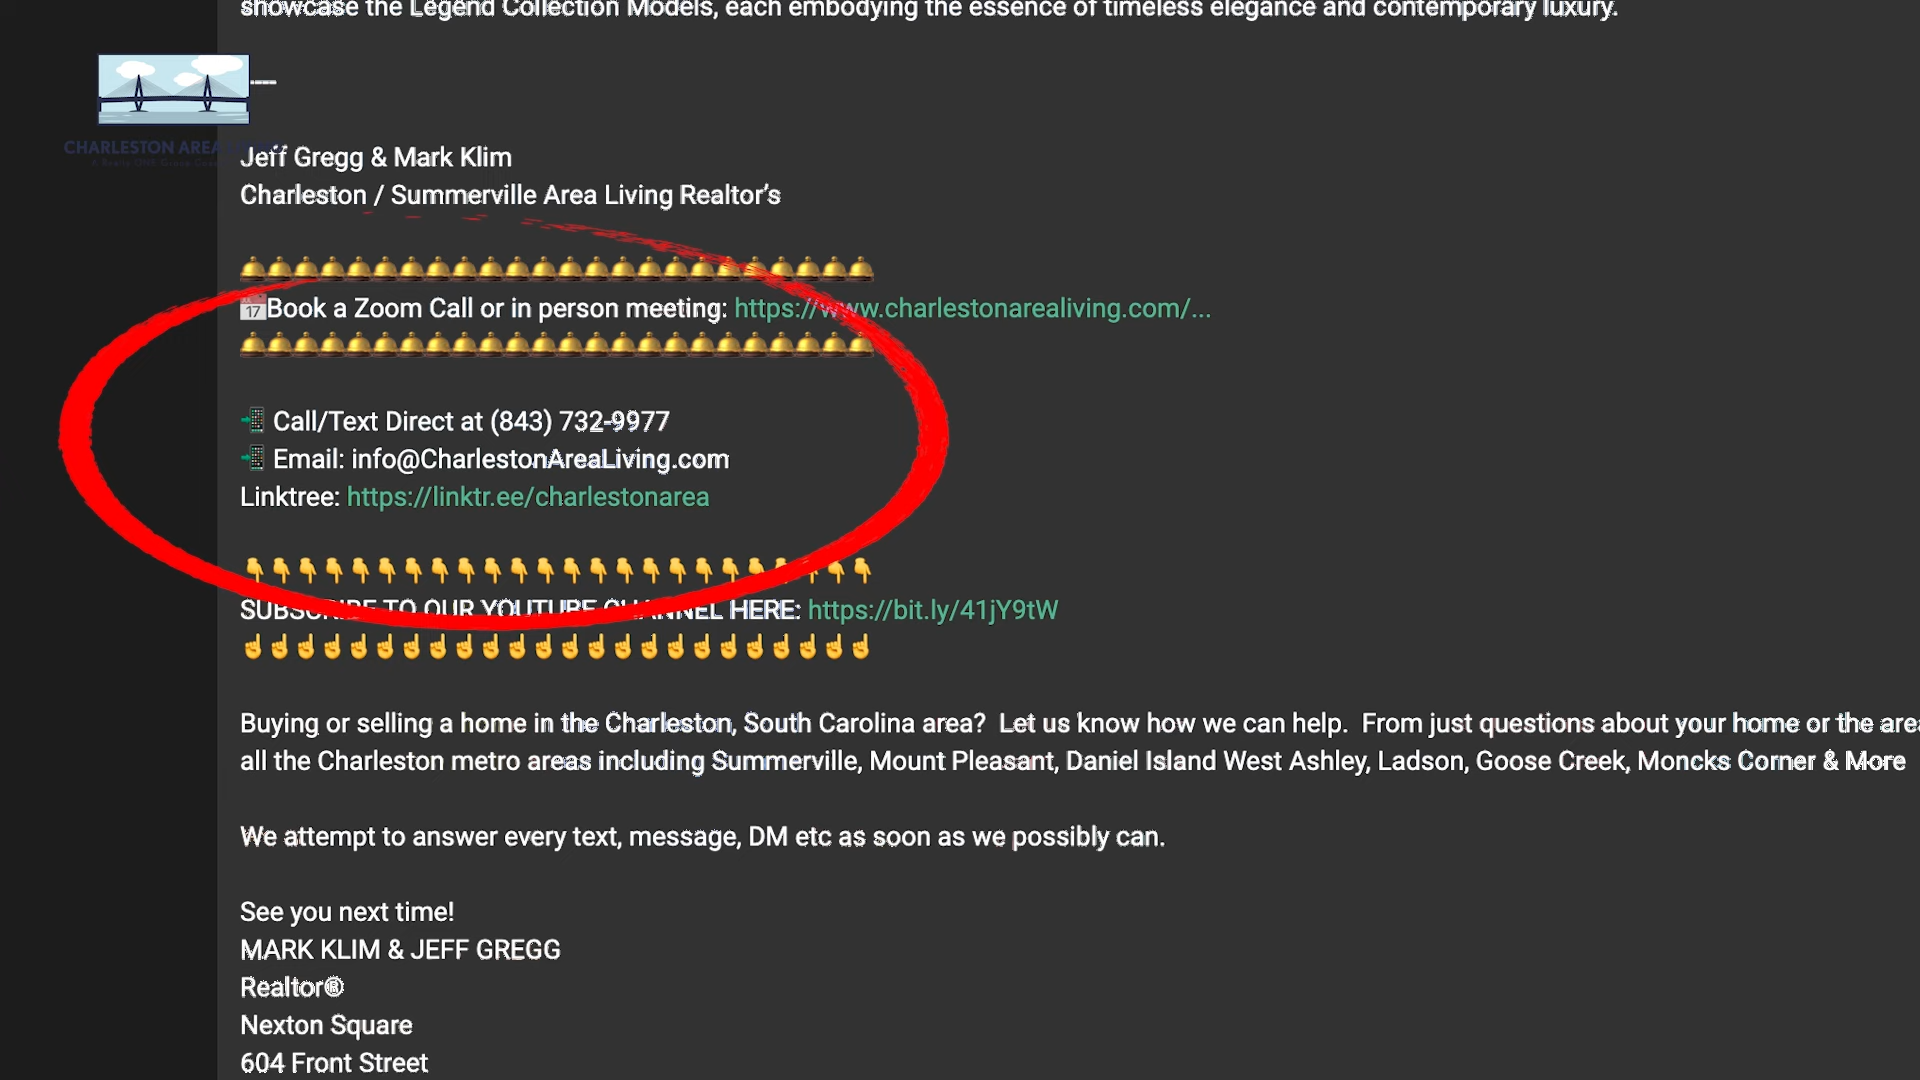 showcase the Legend Collection Models, each embodying the essence of timeless elegance and contemporary luxury.
----
CHARLESTON AREA
Jeff Gregg & Mark Klim
Charleston / Summerville Area Living Realtor's
Book a Zoom Call or in person meeting: https://www.charlestonarealiving.com/...
Call/Text Direct at (843) 732-9977
Email: info@CharlestonAreaLiving.com
Linktree: https://linktr.ee/charlestonarea
SUBSCRIBE TO OUR YOUTUBE CHANNEL HERE: https://bit.ly/41jY9tW
Buying or selling a home in the Charleston, South Carolina area?  Let us know how we can help.  From just questions about your home or the area
all the Charleston metro areas including Summerville, Mount Pleasant, Daniel Island West Ashley, Ladson, Goose Creek, Moncks Corner & More
We attempt to answer every text, message, DM etc as soon as we possibly can.
See you next time!
MARK KLIM & JEFF GREGG
Realtor®
Nexton Square
604 Front Street